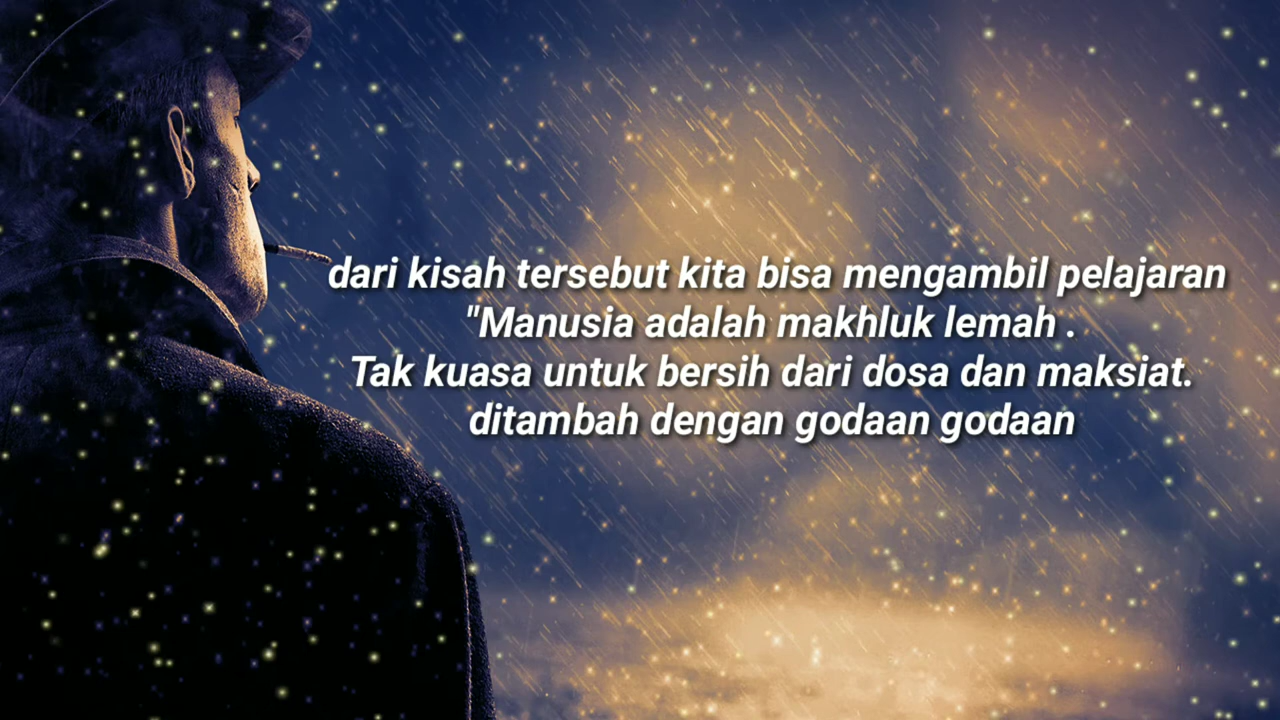 dari kisah tersebut kita bisa mengambil pelajaran
"Manusia adalah makhluk lemah .
Tak kuasa untuk bersih dari dosa dan maksiat.
ditambah dengan godaan godaan